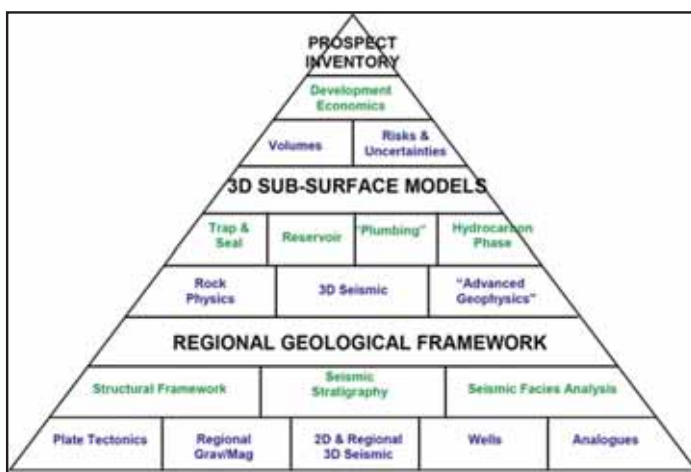 PROSPECT
INVENTORY
Development
Economics
Volumes
Risks &
Uncertainties
3D SUB-SURFACE MODELS
Trap &
Seal
Reservoir
"Plumbing"
Hydrocarbon
Phase
Rock
Physics
3D Seismic
"Advanced
Geophysics"
REGIONAL GEOLOGICAL FRAMEWORK
Structural Framework
Seismic
Stratigraphy
Seismic Facies Analysis
Plate Tectonics
Regional
Grav/Mag
2D & Regional
3D Seismic
Wells
Analogues